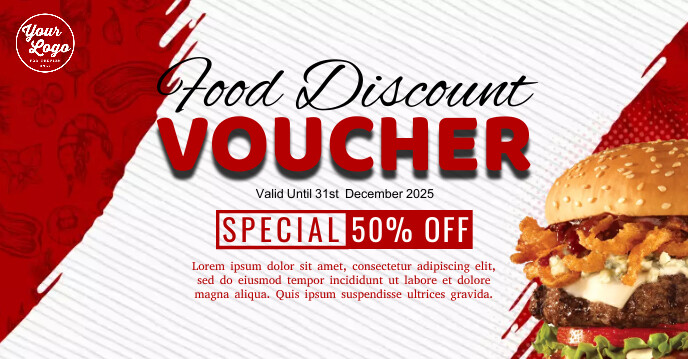 Your
Logo
Food Discount
VOUCHER
Valid Until 31st December 2025
SPECIAL 50% OFF
Lorem ipsum dolor sit amet, consectetur adipiscing elit,
sed do eiusmod tempor incididunt ut labore et dolore
magna aliqua. Quis ipsum suspendisse ultrices gravida.